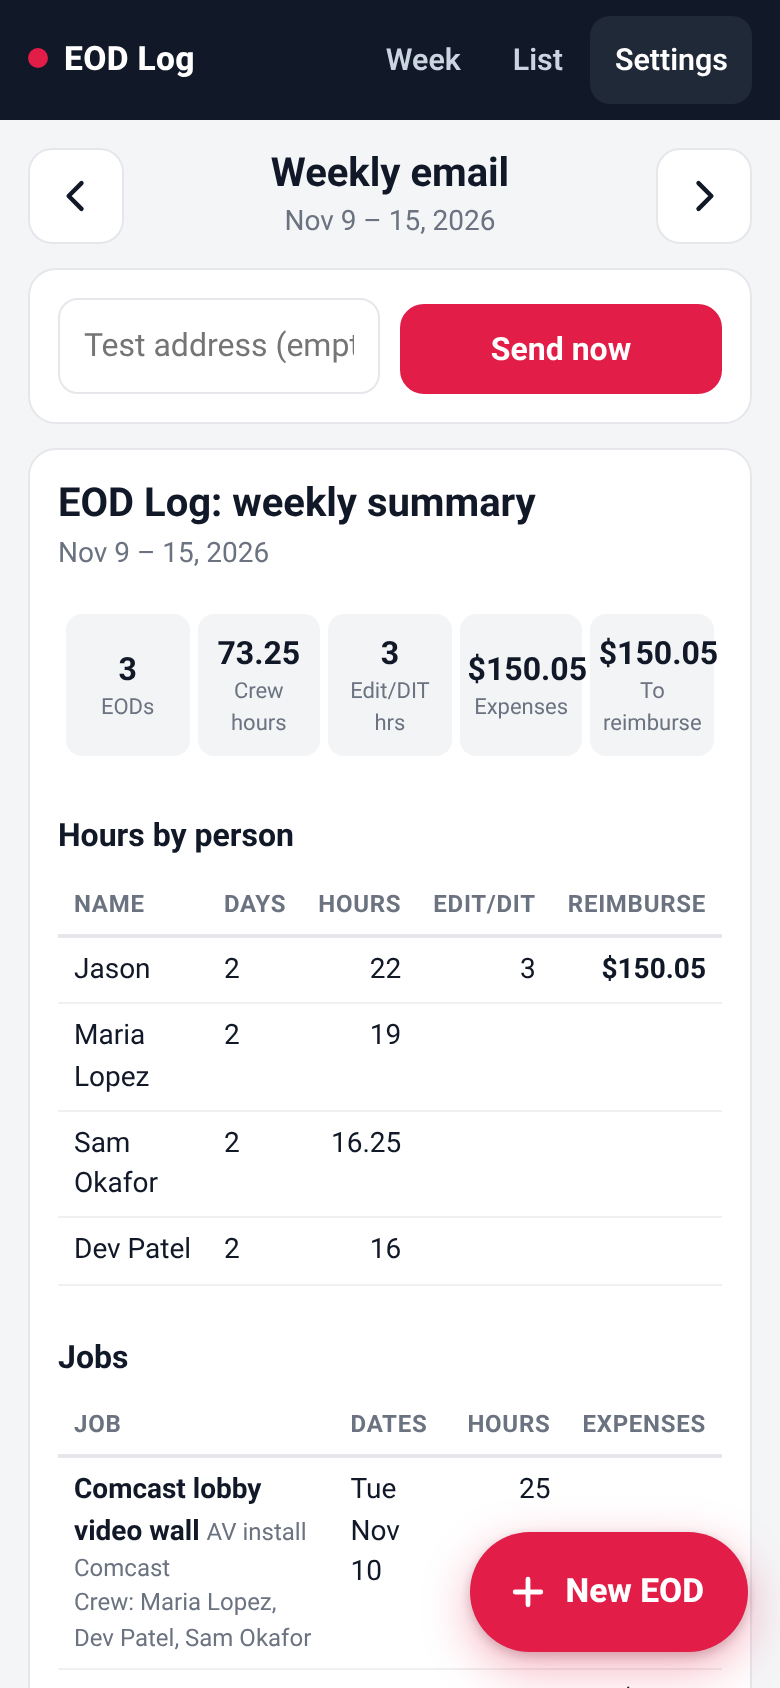 EOD Log Week List Settings
Weekly email
Nov 9 – 15, 2026
Test address (empt Send now
EOD Log: weekly summary
Nov 9 – 15, 2026
3 73.25 3 $150.05 $150.05
EODs Crew hours Edit/DIT hrs Expenses To reimburse
Hours by person
NAME DAYS HOURS EDIT/DIT REIMBURSE
Jason 2 22 3 $150.05
Maria Lopez 2 19
Sam Okafor 2 16.25
Dev Patel 2 16
Jobs
JOB DATES HOURS EXPENSES
Comcast lobby Tue 25
video wall AV install Nov
Comcast 10
Crew: Maria Lopez,
Dev Patel, Sam Okafor
+ New EOD